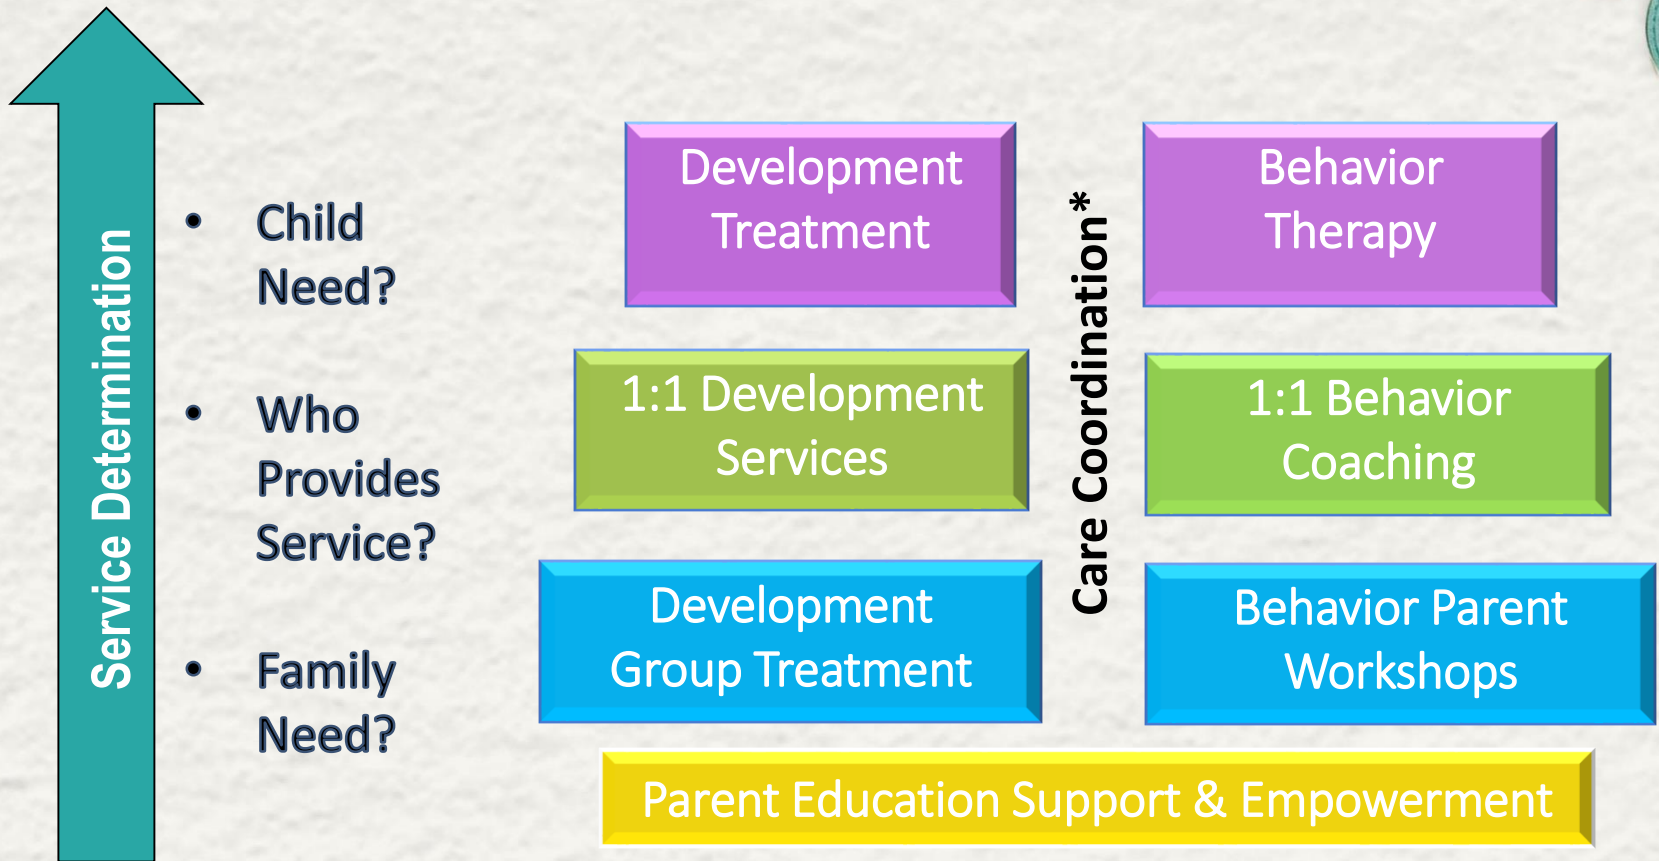 Service Determination
• Child
Need?
• Who
Provides
Service?
• Family
Need?
Development
Treatment
1:1 Development
Services
Development
Group Treatment
Care Coordination*
Behavior
Therapy
1:1 Behavior
Coaching
Behavior Parent
Workshops
Parent Education Support & Empowerment